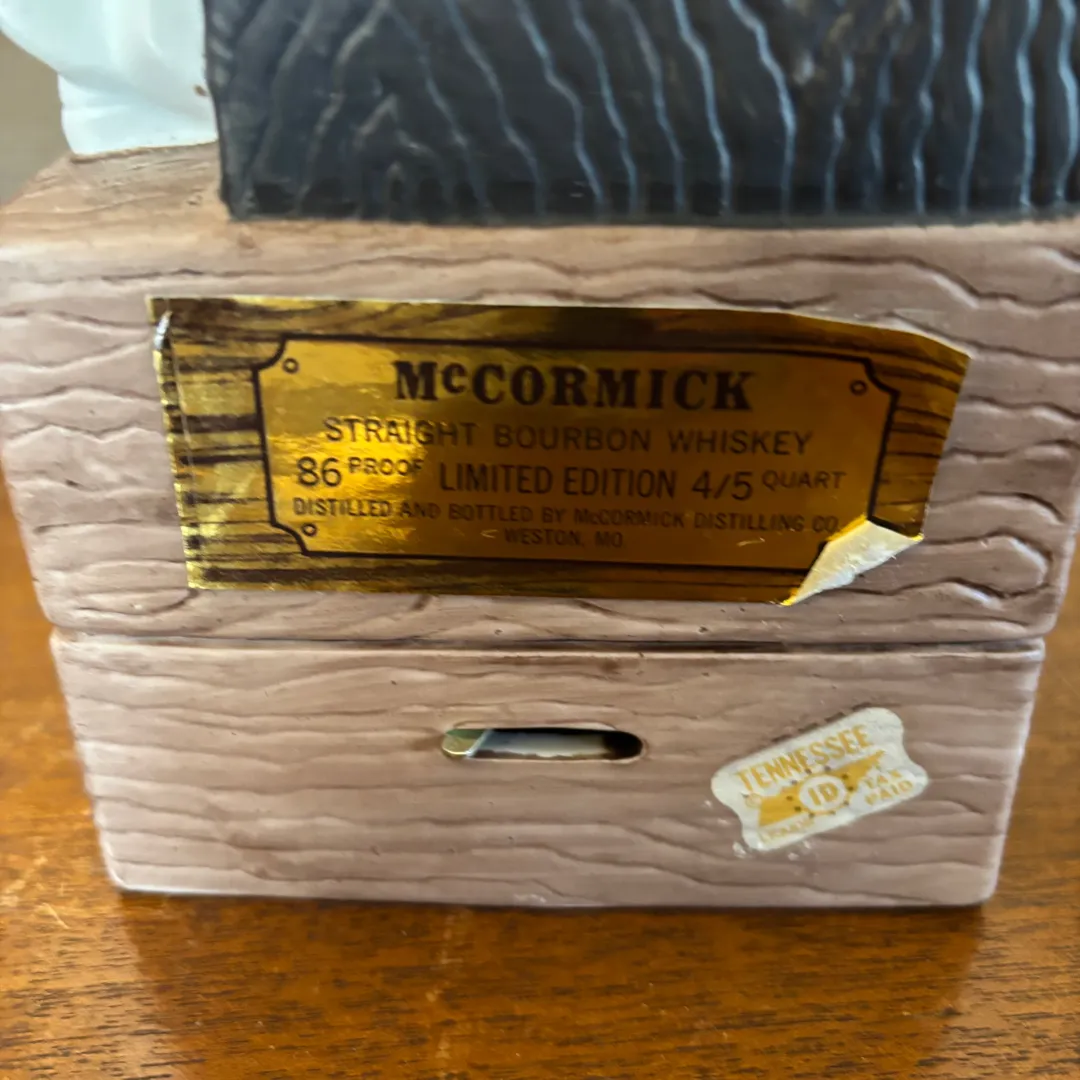 McCORMICK
STRAIGHT BOURBON WHISKEY
86 PROOF LIMITED EDITION 4/5 QUART
DISTILLED AND BOTTLED BY McCORMICK DISTILLING CO.
WESTON, MO.
TENNESSEE
ID TAX
PAID